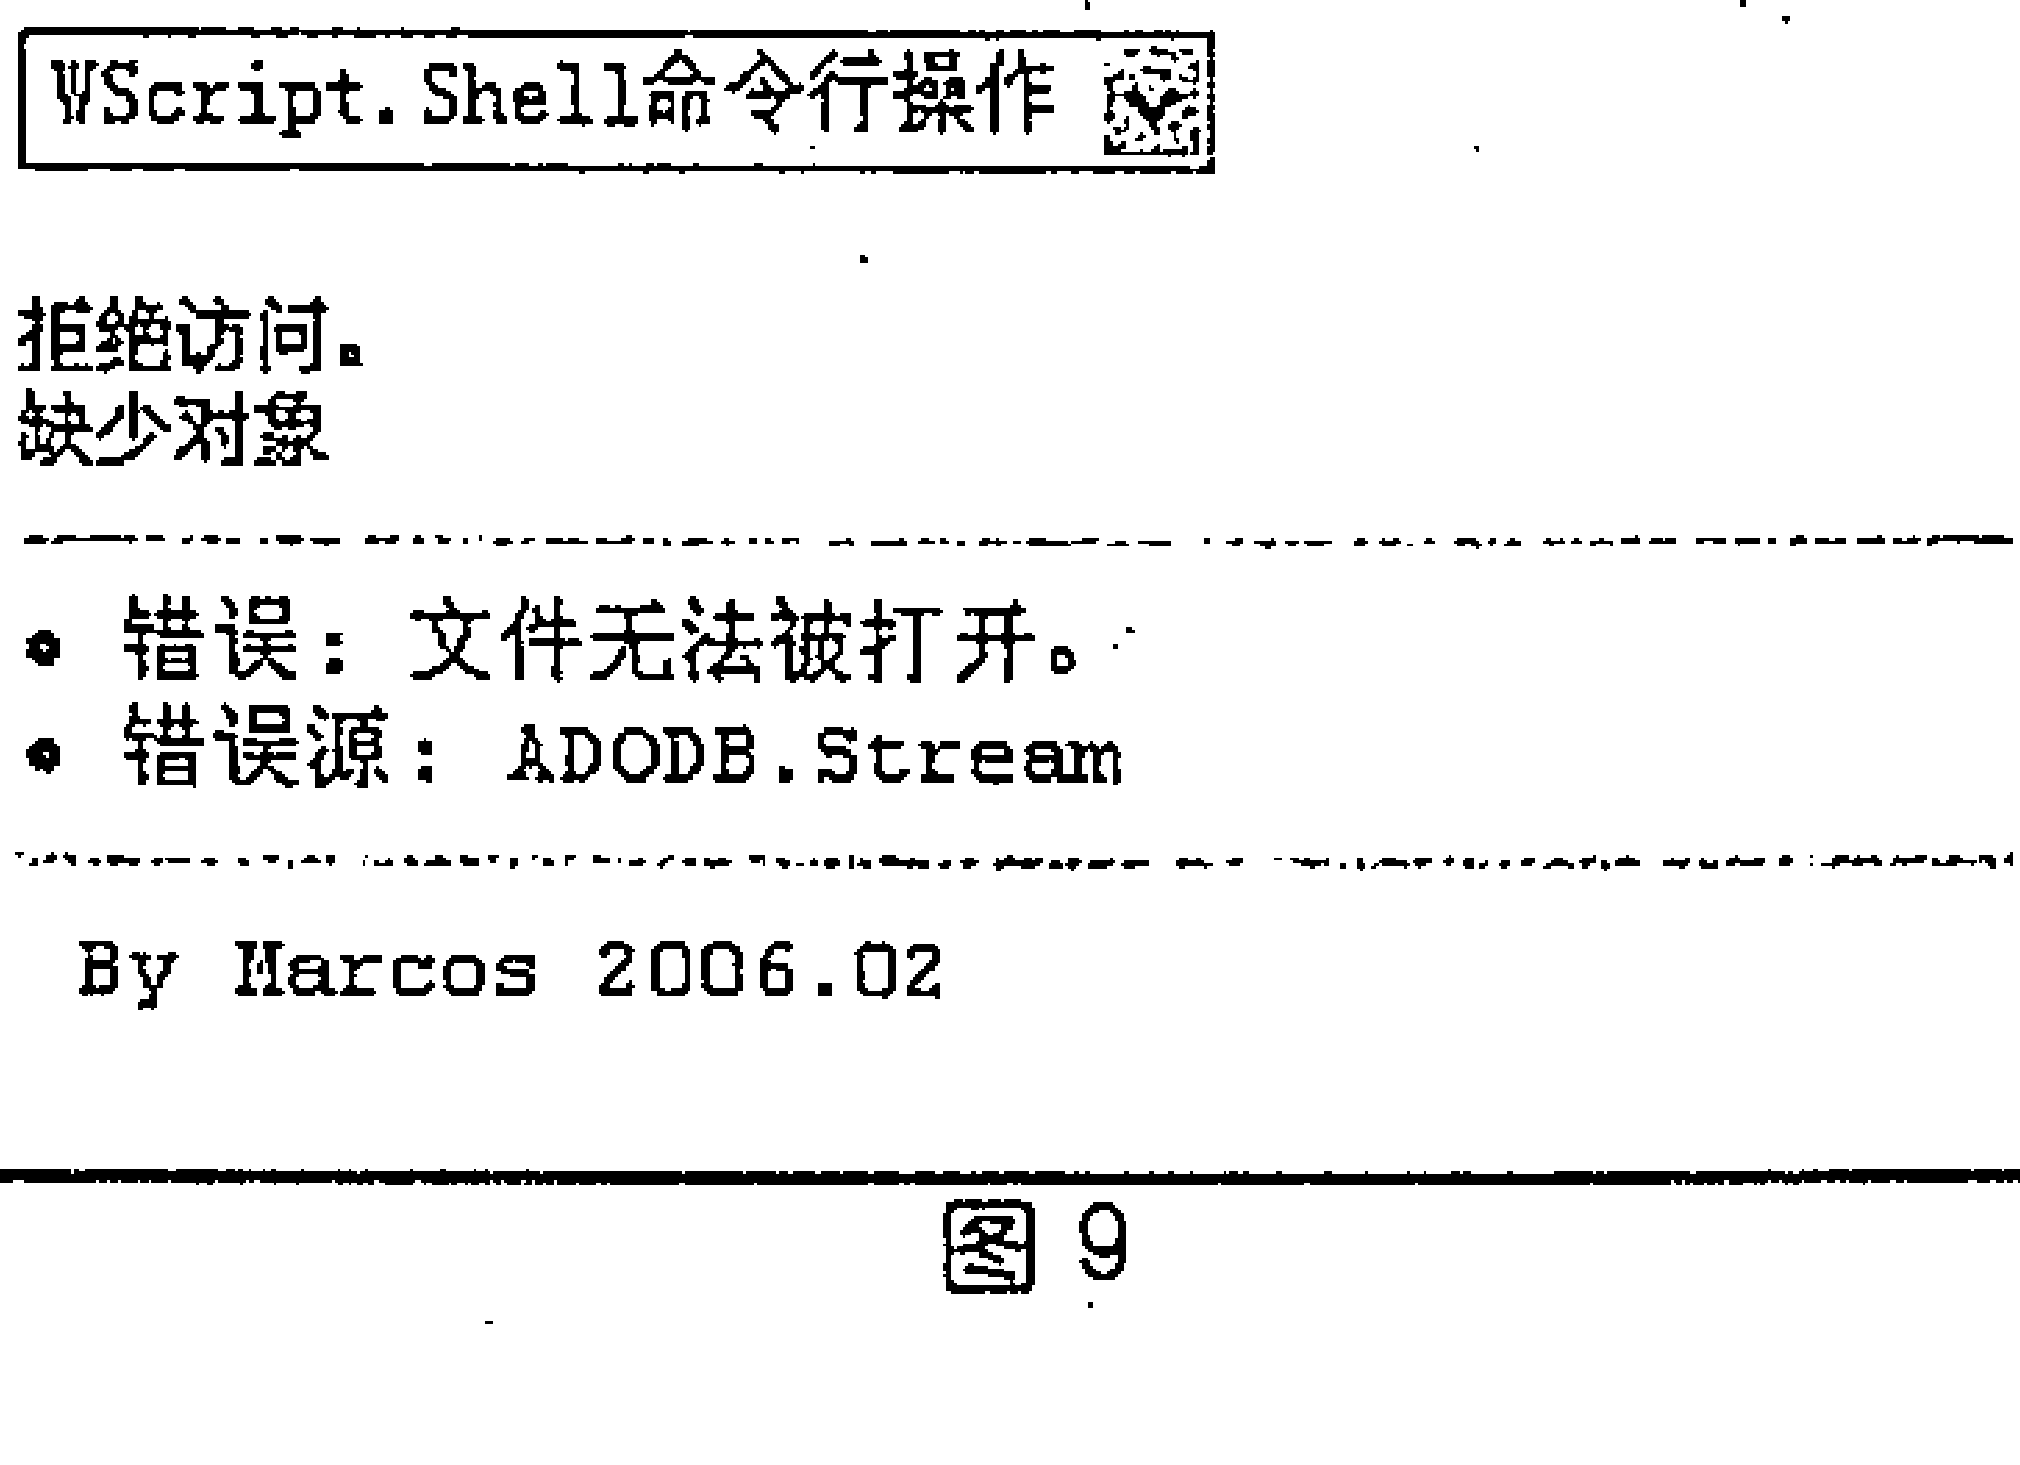 WScript.Shell命令行操作
拒绝访问。
缺少对象
错误：文件无法被打开。
错误源：ADODB.Stream
By Marcos 2006.02
图 9